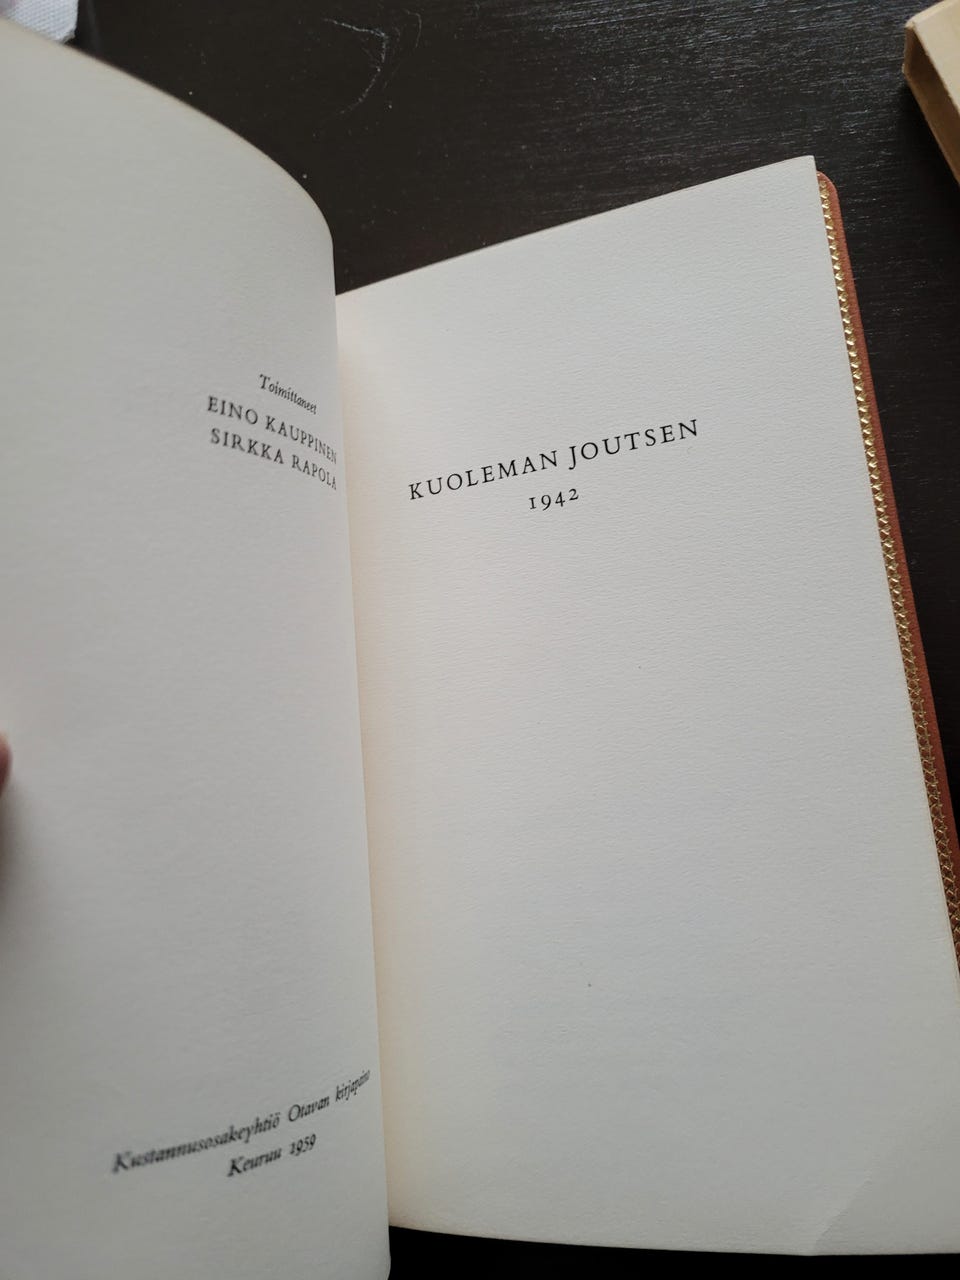 Toimittaneet
EINO KAUPPINEN
SIRKKA RAPOLA
Kustannusosakeyhtiö Otavan kirjapaino
Keuruu 1959
KUOLEMAN JOUTSEN
1942